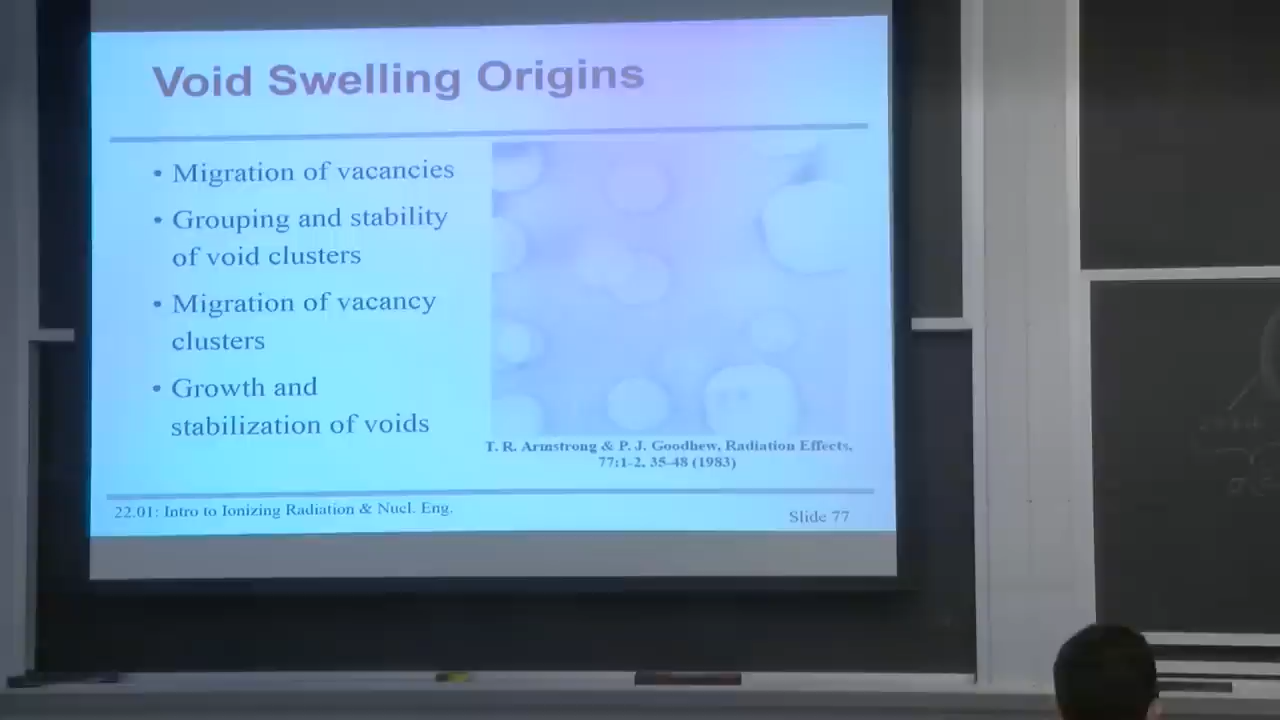 Void Swelling Origins
• Migration of vacancies
• Grouping and stability
of void clusters
• Migration of vacancy
clusters
• Growth and
stabilization of voids
T. R. Armstrong & P. J. Goodhew, Radiation Effects,
77:1-2, 35-48 (1983)
22.01: Intro to Ionizing Radiation & Nucl. Eng.
Slide 77